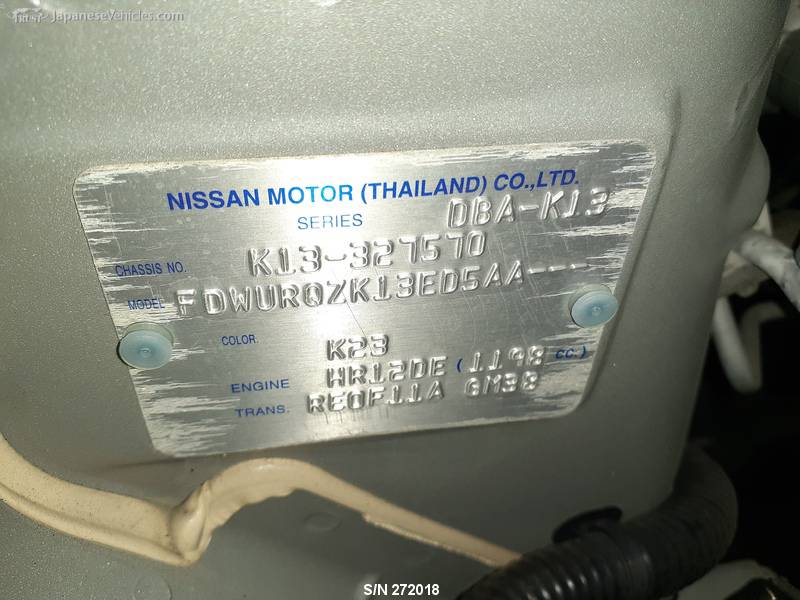 TRUST JapaneseVehicles.com
NISSAN MOTOR (THAILAND) CO.,LTD.
SERIES DBA-K13
CHASSIS NO. K13-327570
MODEL FDWURQZK13ED5AA---
COLOR K23
ENGINE HR12DE (1198 CC.)
TRANS. RE0F11A GM38
S/N 272018